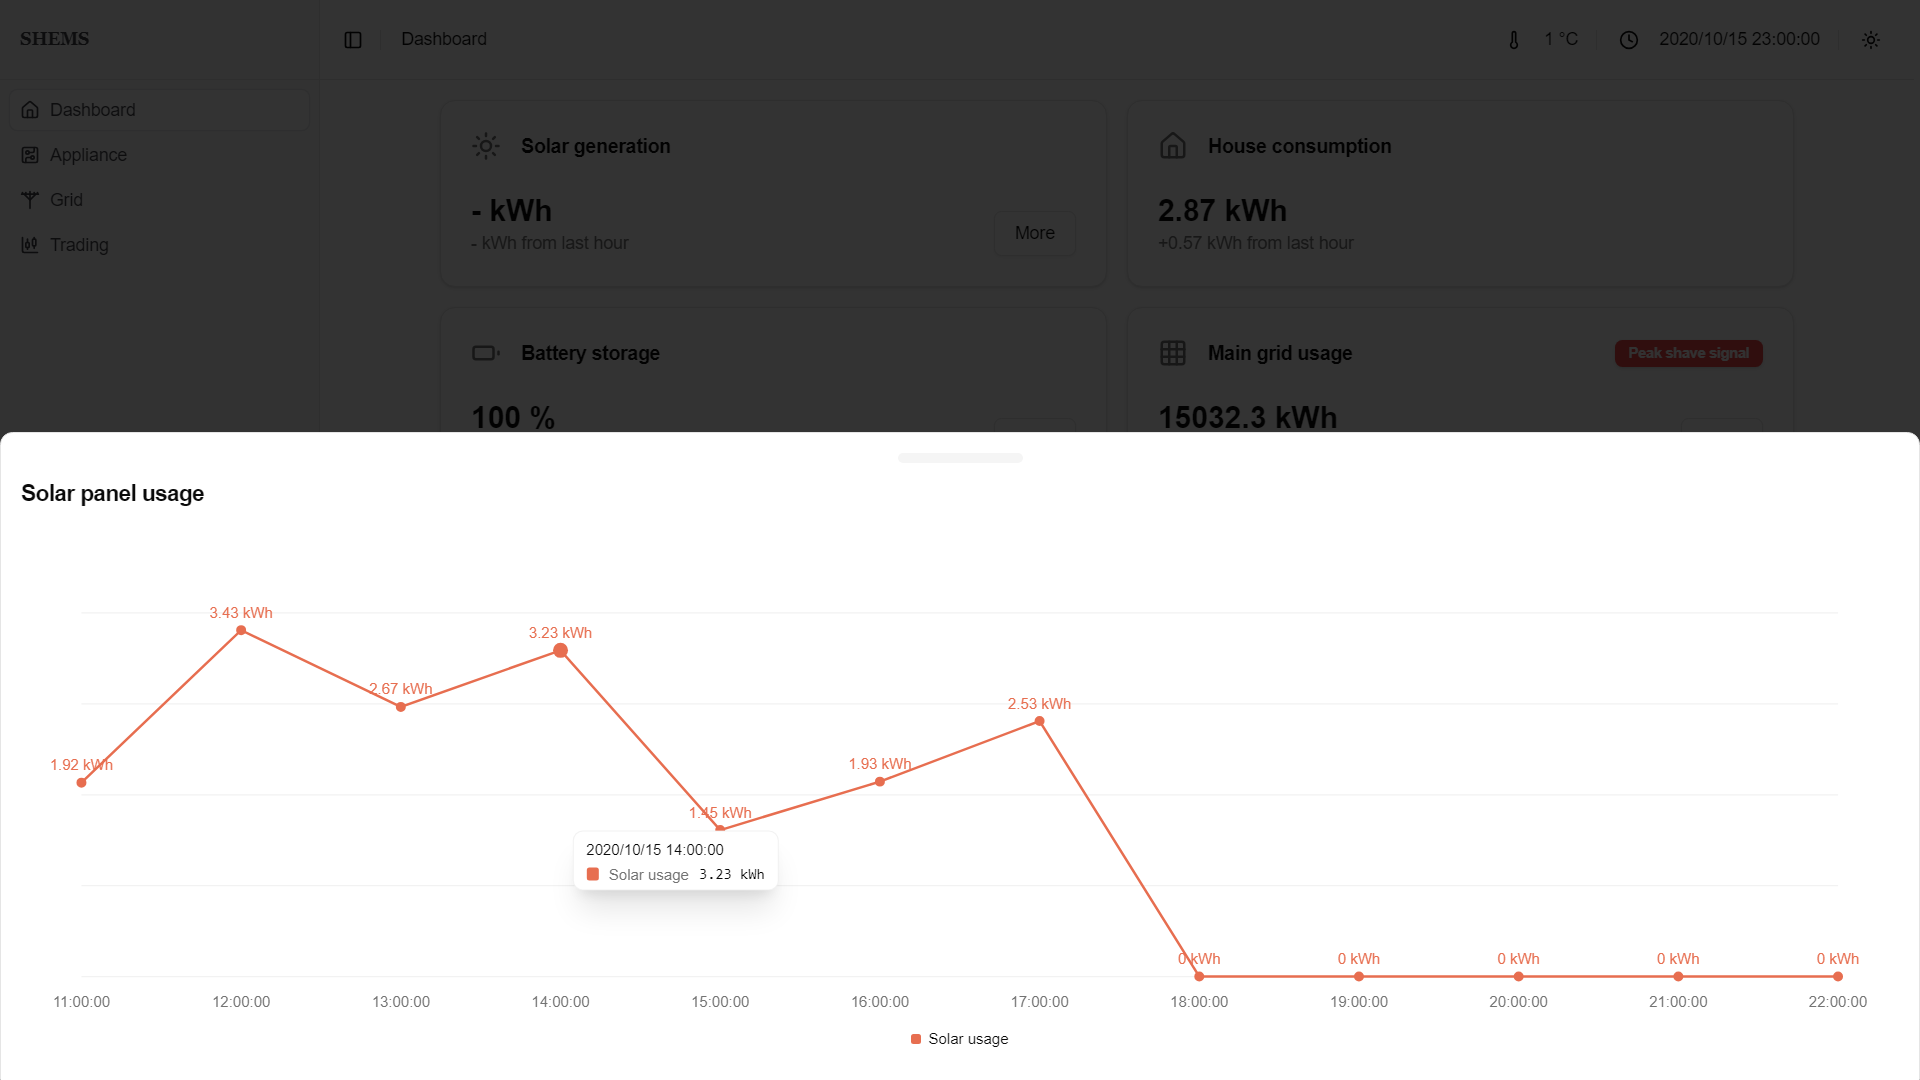 SHEMS
Dashboard
1 °C
2020/10/15 23:00:00
Dashboard
Appliance
Grid
Trading
Solar generation
- kWh
- kWh from last hour
More
House consumption
2.87 kWh
+0.57 kWh from last hour
Battery storage
100 %
Main grid usage
Peak shave signal
15032.3 kWh
Solar panel usage
3.43 kWh
3.23 kWh
2.67 kWh
2.53 kWh
1.92 kWh
1.93 kWh
1.45 kWh
2020/10/15 14:00:00
Solar usage 3.23 kWh
0 kWh 0 kWh 0 kWh 0 kWh 0 kWh
11:00:00 12:00:00 13:00:00 14:00:00 15:00:00 16:00:00 17:00:00 18:00:00 19:00:00 20:00:00 21:00:00 22:00:00
Solar usage